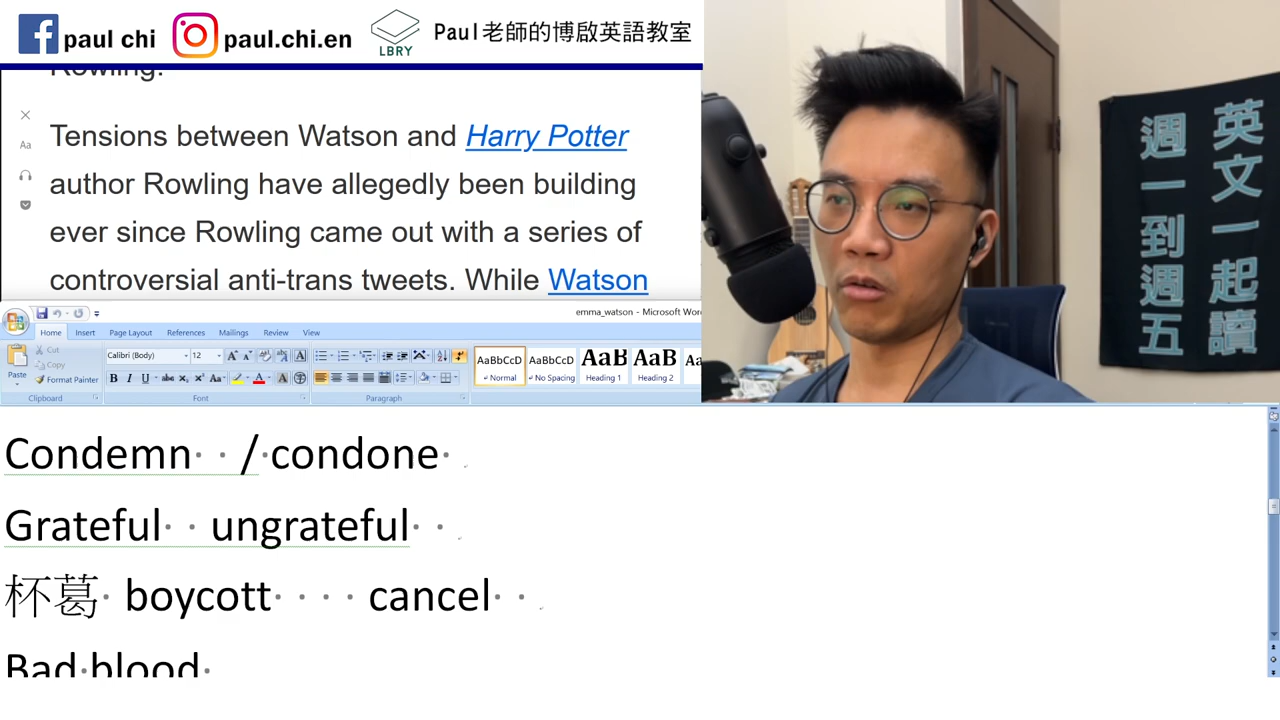 paul chi
paul.chi.en
LBRY
Paul老師的博啟英語教室
Rowling.
Tensions between Watson and Harry Potter
author Rowling have allegedly been building
ever since Rowling came out with a series of
controversial anti-trans tweets. While Watson
Aa
emma_watson - Microsoft Word
Home Insert Page Layout References Mailings Review View
Paste
Cut
Copy
Format Painter
Clipboard
Calibri (Body) 12
Font
Paragraph
AaBbCcD Normal
AaBbCcD No Spacing
AaB Heading 1
AaB Heading 2
英文一起讀
週一到週五
Condemn / condone
Grateful ungrateful
杯葛 boycott cancel
Bad blood